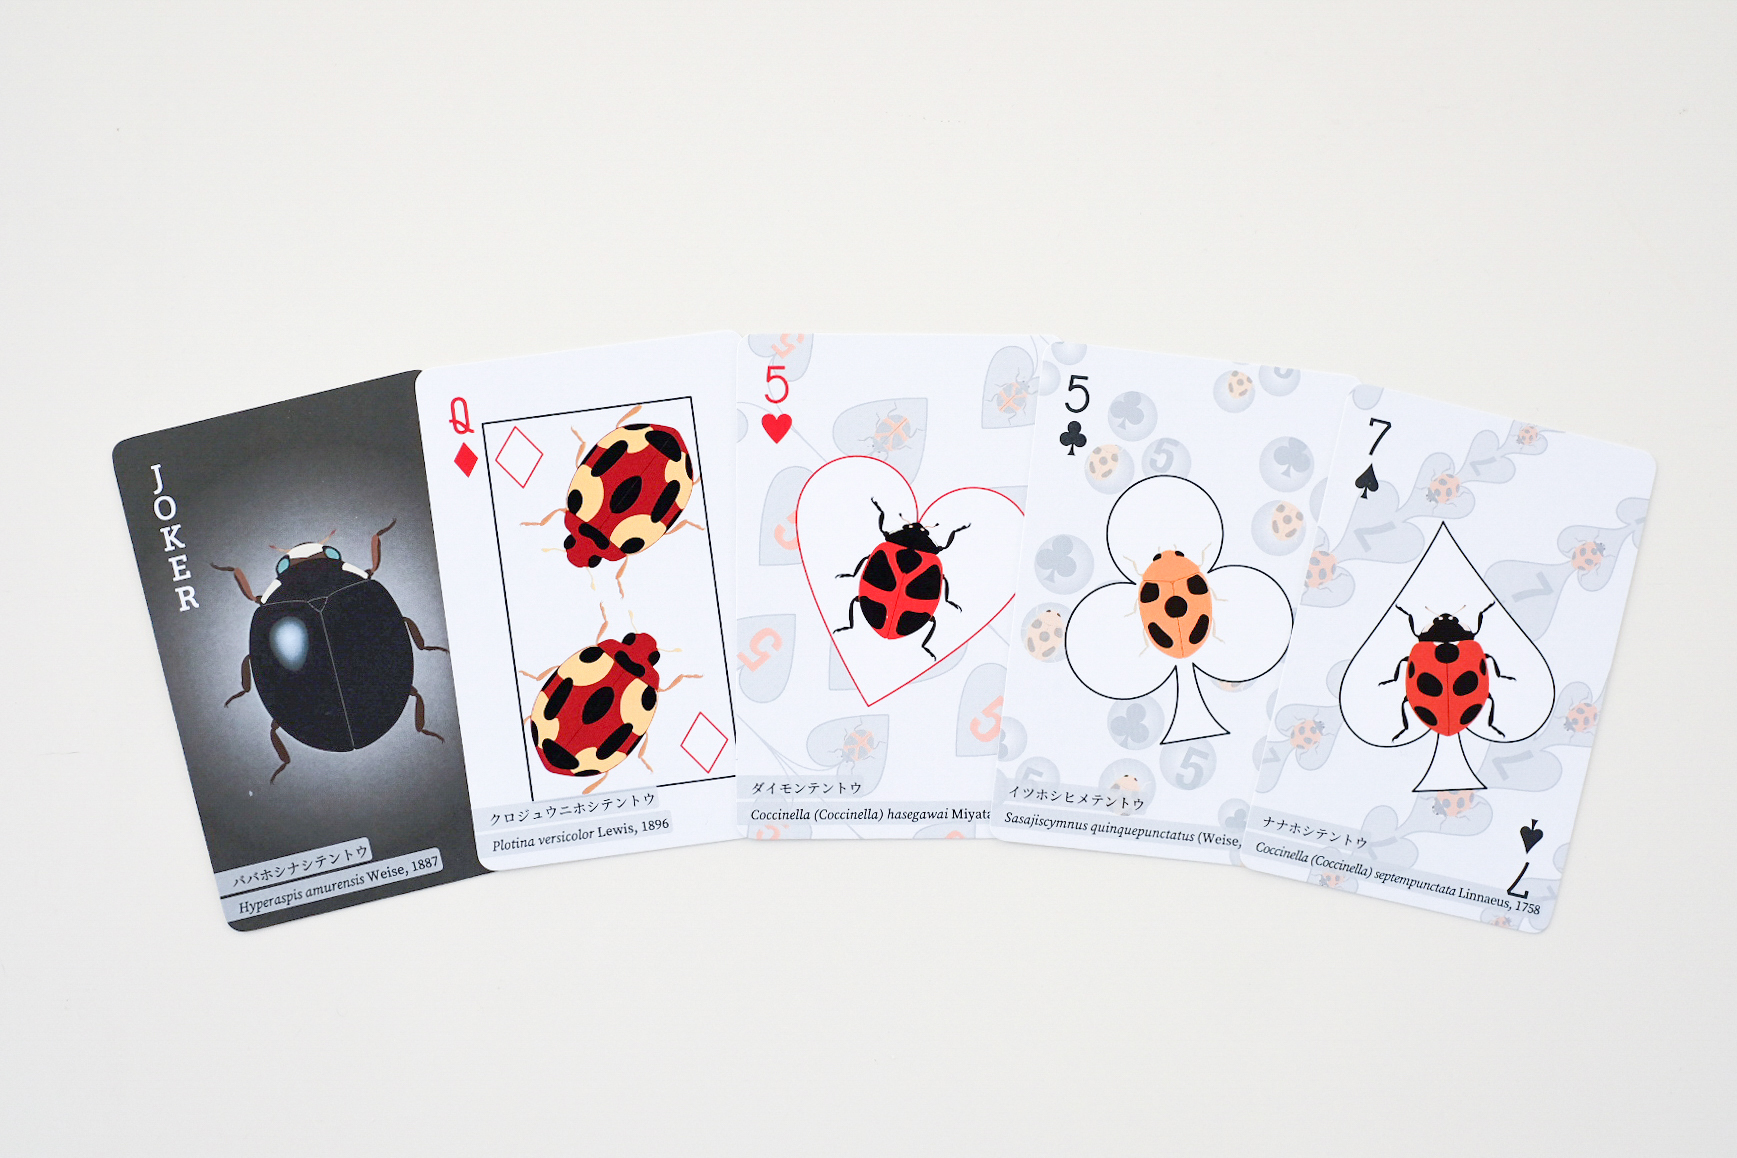 JOKER
ババホシナシテントウ
Hyperaspis amurensis Weise, 1887
Q
クロジュウニホシテントウ
Plotina versicolor Lewis, 1896
5
ダイモンテントウ
Coccinella (Coccinella) hasegawai Miyata
5
イツホシヒメテントウ
Sasajiscymnus quinquepunctatus (Weise,
7
ナナホシテントウ
Coccinella (Coccinella) septempunctata Linnaeus, 1758
7